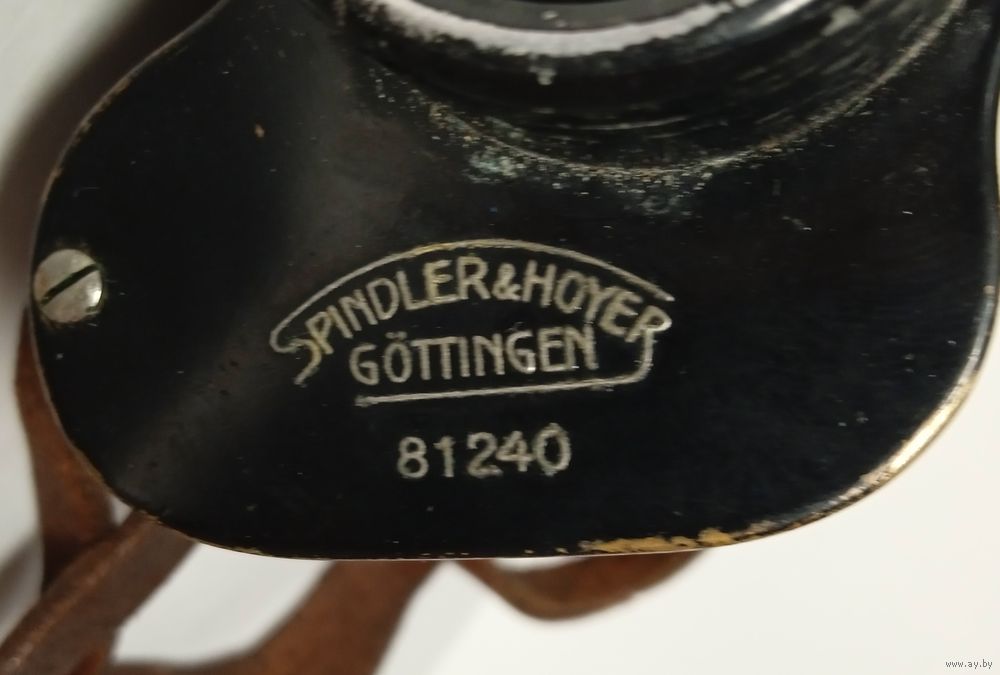 SPINDLER & HOYER
GÖTTINGEN
81240
www.ay.by